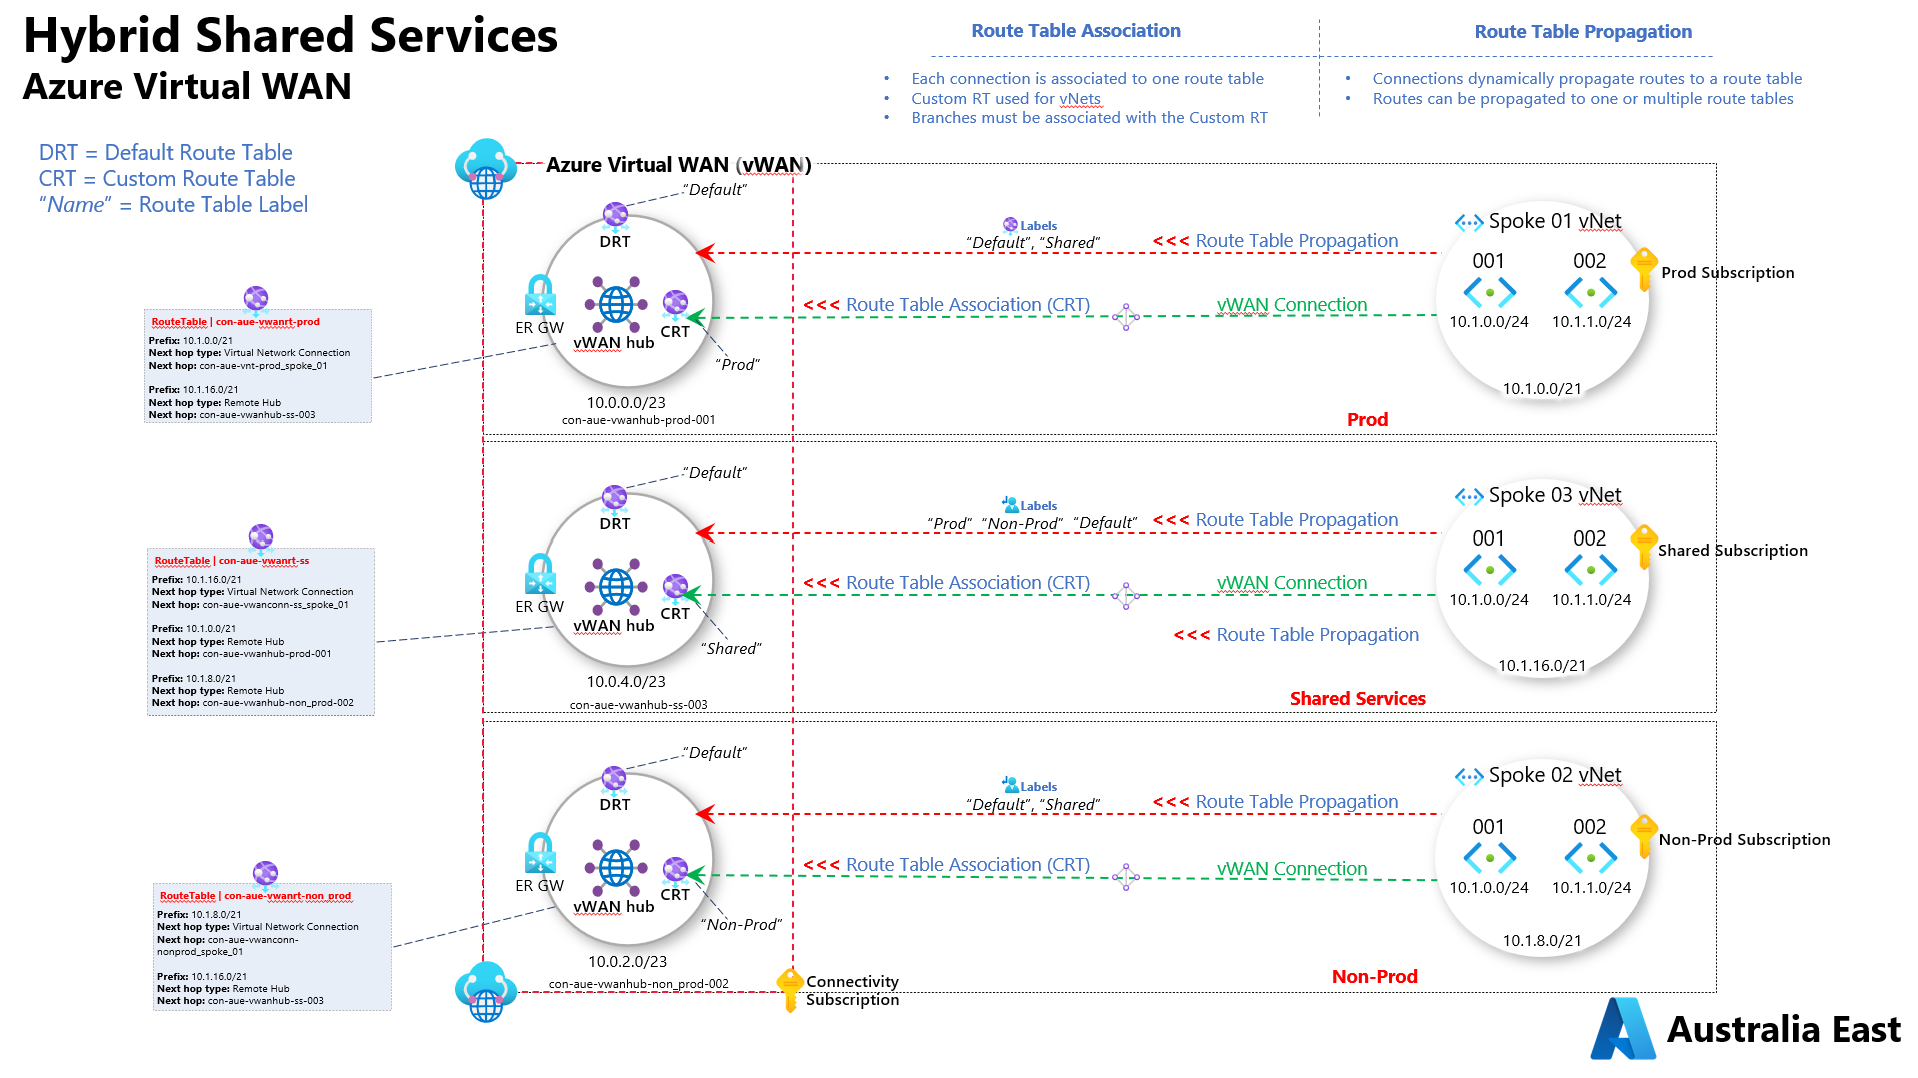 Hybrid Shared Services
Azure Virtual WAN
DRT = Default Route Table
CRT = Custom Route Table
“Name” = Route Table Label
Route Table Association
• Each connection is associated to one route table
• Custom RT used for vNets
• Branches must be associated with the Custom RT
Route Table Propagation
• Connections dynamically propagate routes to a route table
• Routes can be propagated to one or multiple route tables
Azure Virtual WAN (vWAN)
RouteTable | con-aue-vwanrt-prod
Prefix: 10.1.0.0/21
Next hop type: Virtual Network Connection
Next hop: con-aue-vnt-prod_spoke_01
Prefix: 10.1.16.0/21
Next hop type: Remote Hub
Next hop: con-aue-vwanhub-ss-003
“Default”
DRT
ER GW
vWAN hub
CRT
“Prod”
10.0.0.0/23
con-aue-vwanhub-prod-001
Labels
“Default”, “Shared”
<<< Route Table Propagation
<<< Route Table Association (CRT)
vWAN Connection
Spoke 01 vNet
001
002
10.1.0.0/24
10.1.1.0/24
10.1.0.0/21
Prod Subscription
Prod
RouteTable | con-aue-vwanrt-ss
Prefix: 10.1.16.0/21
Next hop type: Virtual Network Connection
Next hop: con-aue-vwanconn-ss_spoke_01
Prefix: 10.1.0.0/21
Next hop type: Remote Hub
Next hop: con-aue-vwanhub-prod-001
Prefix: 10.1.8.0/21
Next hop type: Remote Hub
Next hop: con-aue-vwanhub-non_prod-002
“Default”
DRT
ER GW
vWAN hub
CRT
“Shared”
10.0.4.0/23
con-aue-vwanhub-ss-003
Labels
“Prod” “Non-Prod” “Default”
<<< Route Table Propagation
<<< Route Table Association (CRT)
vWAN Connection
<<< Route Table Propagation
Spoke 03 vNet
001
002
10.1.0.0/24
10.1.1.0/24
10.1.16.0/21
Shared Subscription
Shared Services
RouteTable | con-aue-vwanrt-non_prod
Prefix: 10.1.8.0/21
Next hop type: Virtual Network Connection
Next hop: con-aue-vwanconn-
nonprod_spoke_01
Prefix: 10.1.16.0/21
Next hop type: Remote Hub
Next hop: con-aue-vwanhub-ss-003
“Default”
DRT
ER GW
vWAN hub
CRT
“Non-Prod”
10.0.2.0/23
con-aue-vwanhub-non_prod-002
Labels
“Default”, “Shared”
<<< Route Table Propagation
<<< Route Table Association (CRT)
vWAN Connection
Spoke 02 vNet
001
002
10.1.0.0/24
10.1.1.0/24
10.1.8.0/21
Non-Prod Subscription
Non-Prod
Connectivity
Subscription
Australia East